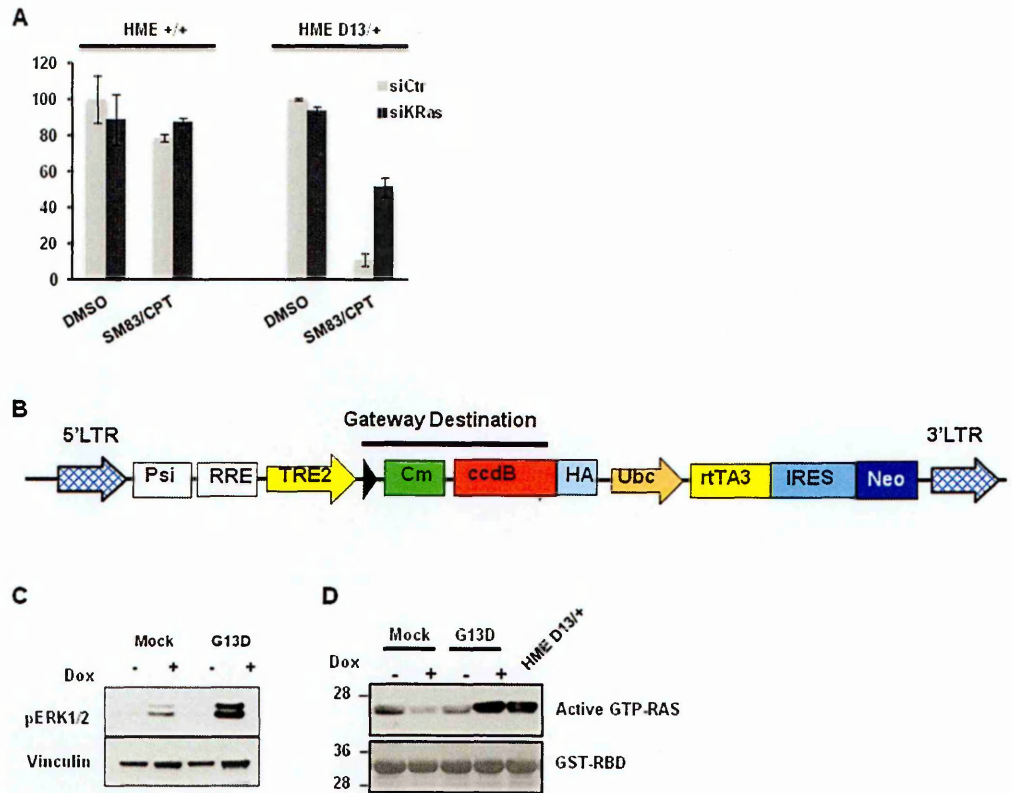 A
HME +/+
HME D13/+
120
100
80
60
40
20
0
siCtr
siKRas
DMSO
SM83/CPT
DMSO
SM83/CPT
B
Gateway Destination
5'LTR
3'LTR
Psi
RRE
TRE2
Cm
ccdB
HA
Ubc
rtTA3
IRES
Neo
C
Mock
G13D
Dox
- + - +
pERK1/2
Vinculin
D
Mock
G13D
HME D13/+
Dox
- + - +
28
Active GTP-RAS
36
GST-RBD
28